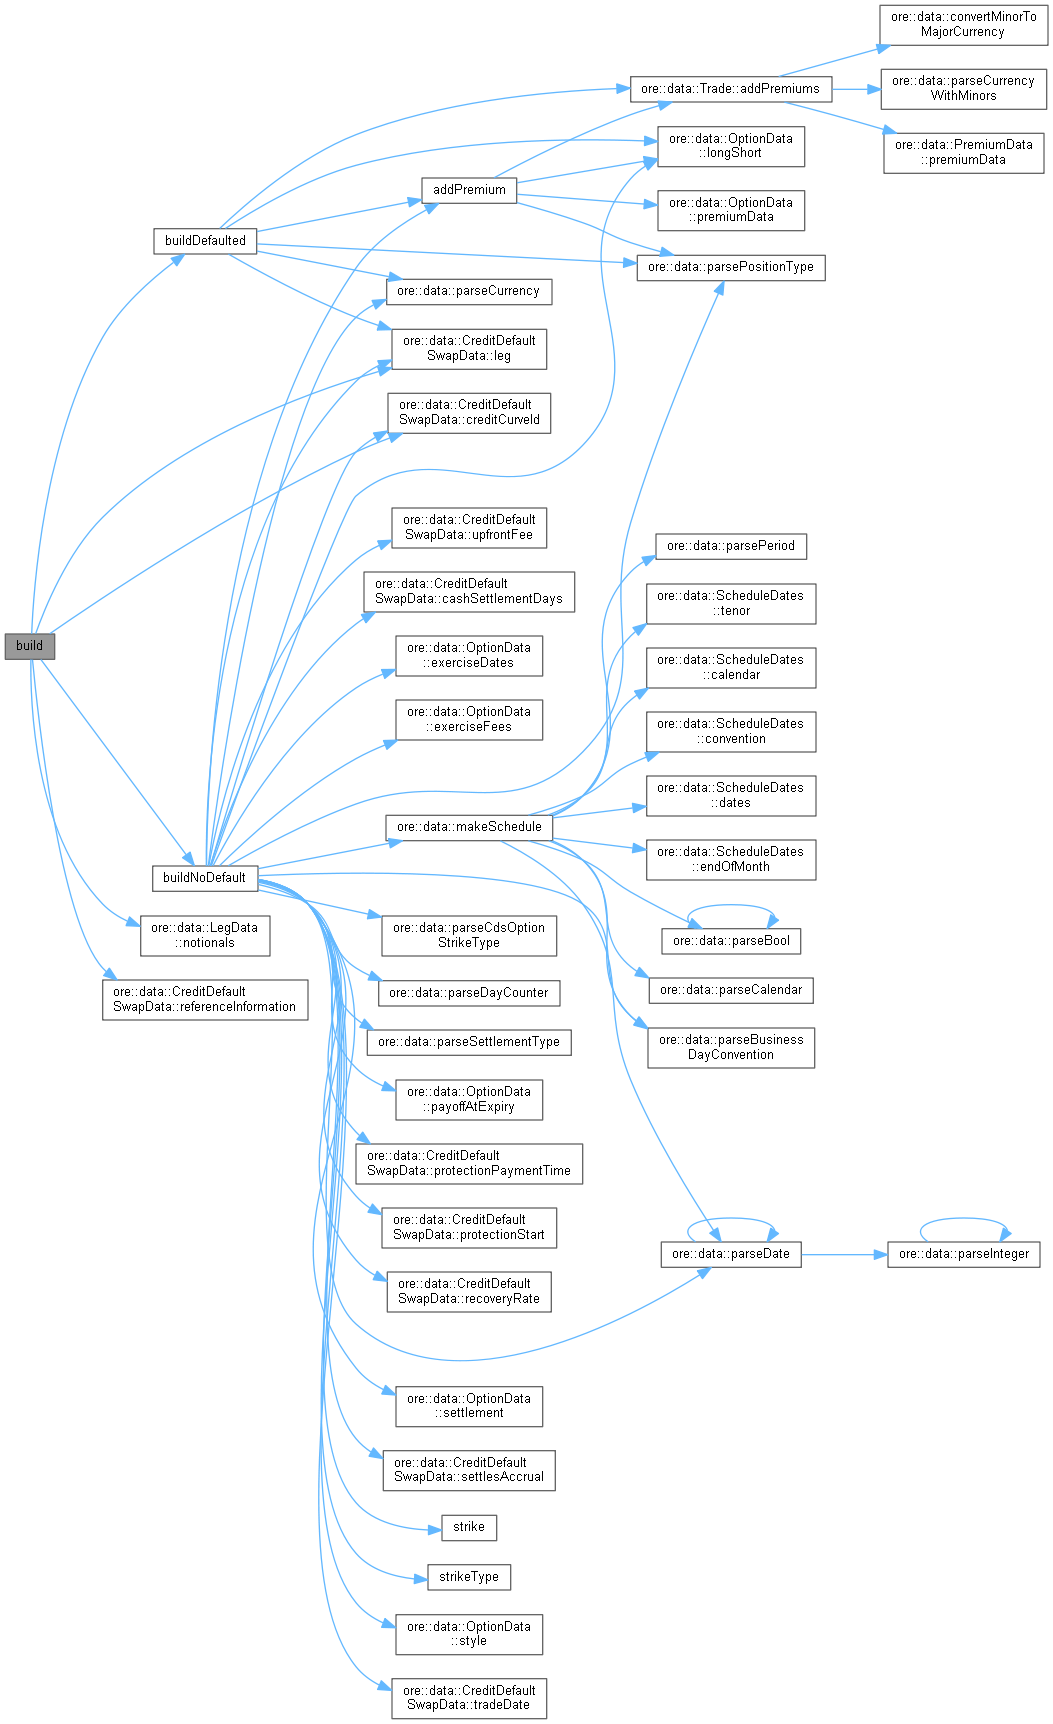 ore::data::convertMinorTo
MajorCurrency
ore::data::Trade::addPremiums
ore::data::parseCurrency
WithMinors
ore::data::OptionData
::longShort
ore::data::PremiumData
::premiumData
addPremium
ore::data::OptionData
::premiumData
buildDefaulted
ore::data::parsePositionType
ore::data::parseCurrency
ore::data::CreditDefault
SwapData::leg
ore::data::CreditDefault
SwapData::creditCurveId
ore::data::CreditDefault
SwapData::upfrontFee
ore::data::parsePeriod
ore::data::CreditDefault
SwapData::cashSettlementDays
ore::data::ScheduleDates
::tenor
build
ore::data::OptionData
::exerciseDates
ore::data::ScheduleDates
::calendar
ore::data::OptionData
::exerciseFees
ore::data::ScheduleDates
::convention
ore::data::ScheduleDates
::dates
ore::data::makeSchedule
ore::data::ScheduleDates
::endOfMonth
buildNoDefault
ore::data::LegData
::notionals
ore::data::parseCdsOption
StrikeType
ore::data::parseBool
ore::data::CreditDefault
SwapData::referenceInformation
ore::data::parseDayCounter
ore::data::parseCalendar
ore::data::parseSettlementType
ore::data::parseBusiness
DayConvention
ore::data::OptionData
::payoffAtExpiry
ore::data::CreditDefault
SwapData::protectionPaymentTime
ore::data::CreditDefault
SwapData::protectionStart
ore::data::parseDate
ore::data::parseInteger
ore::data::CreditDefault
SwapData::recoveryRate
ore::data::OptionData
::settlement
ore::data::CreditDefault
SwapData::settlesAccrual
strike
strikeType
ore::data::OptionData
::style
ore::data::CreditDefault
SwapData::tradeDate